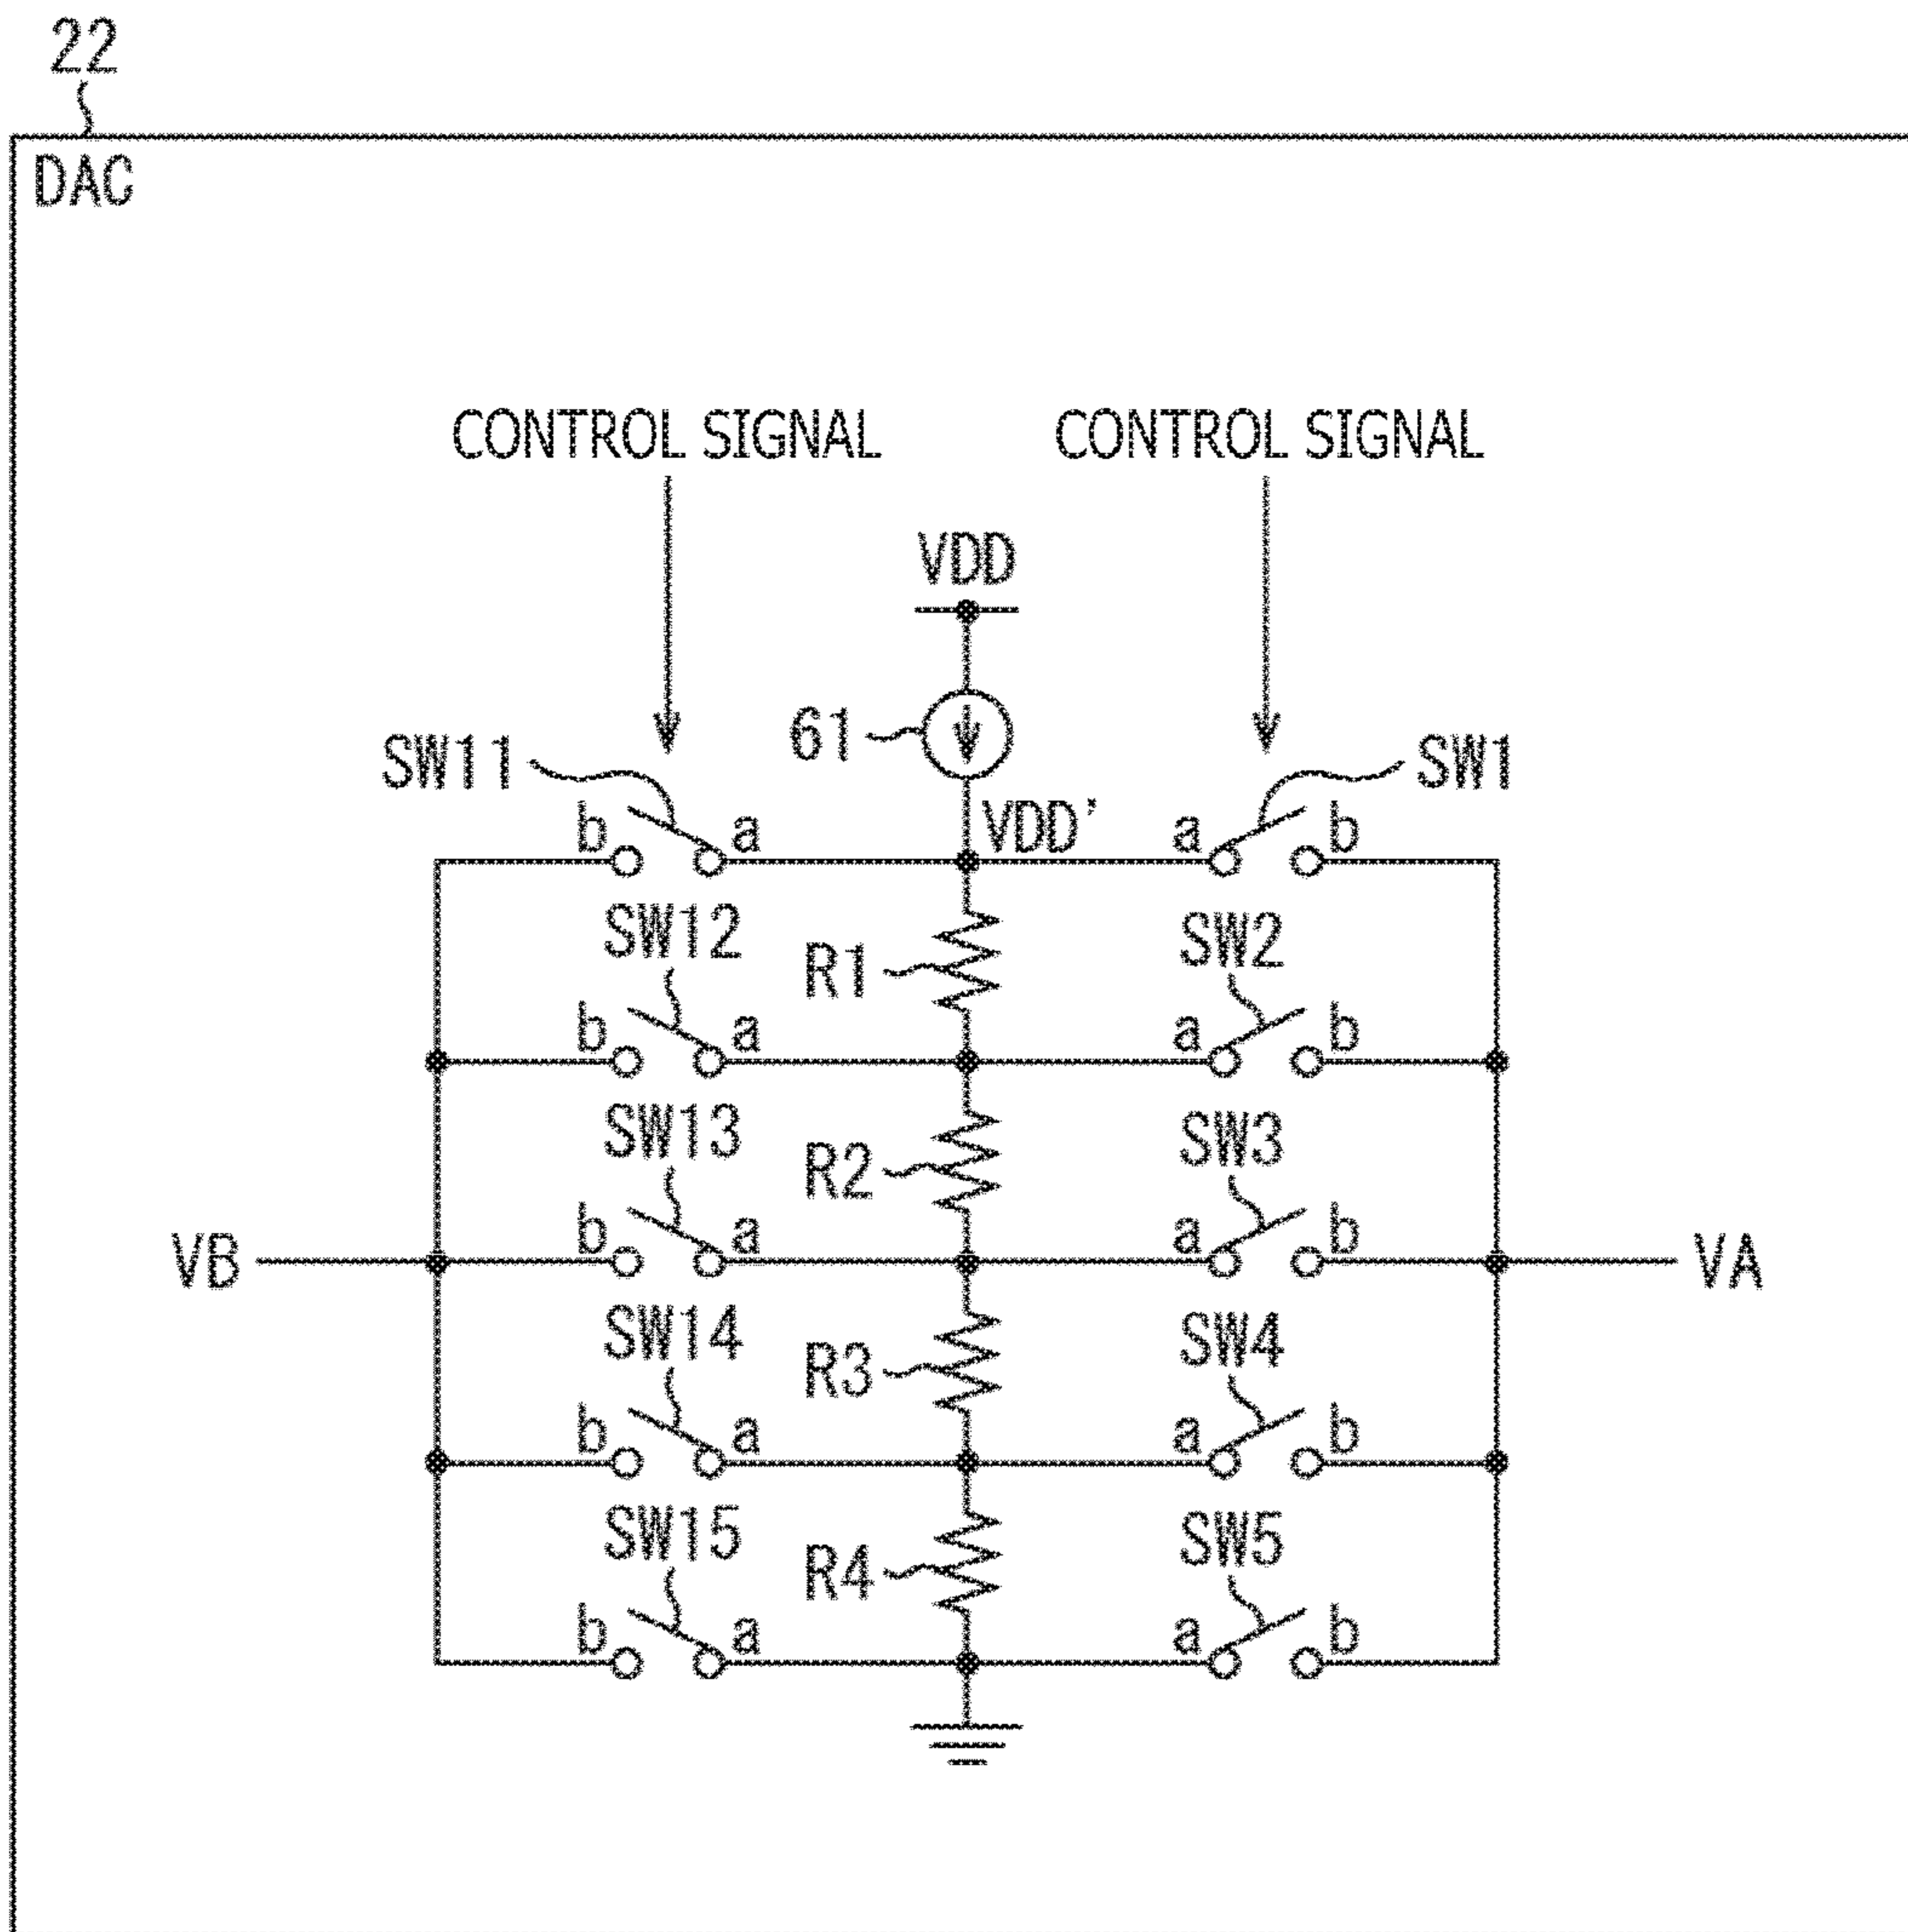 22
DAC
CONTROL SIGNAL CONTROL SIGNAL
VDD
61
SW11 SW1
b a VDD' a b
SW12 R1 SW2
b a a b
SW13 R2 SW3
b a a b
VB VA
SW14 R3 SW4
b a a b
SW15 R4 SW5
b a a b